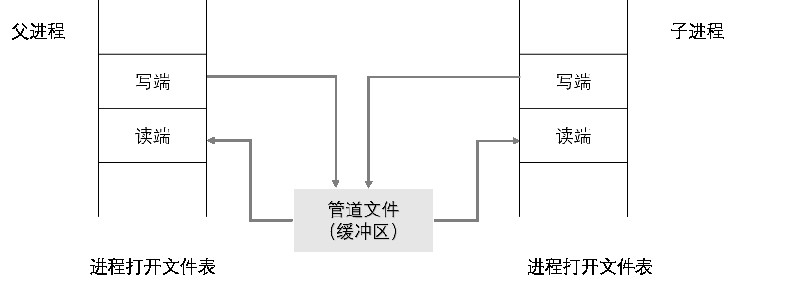 父进程
子进程
写端
写端
读端
读端
管道文件
（缓冲区）
进程打开文件表
进程打开文件表